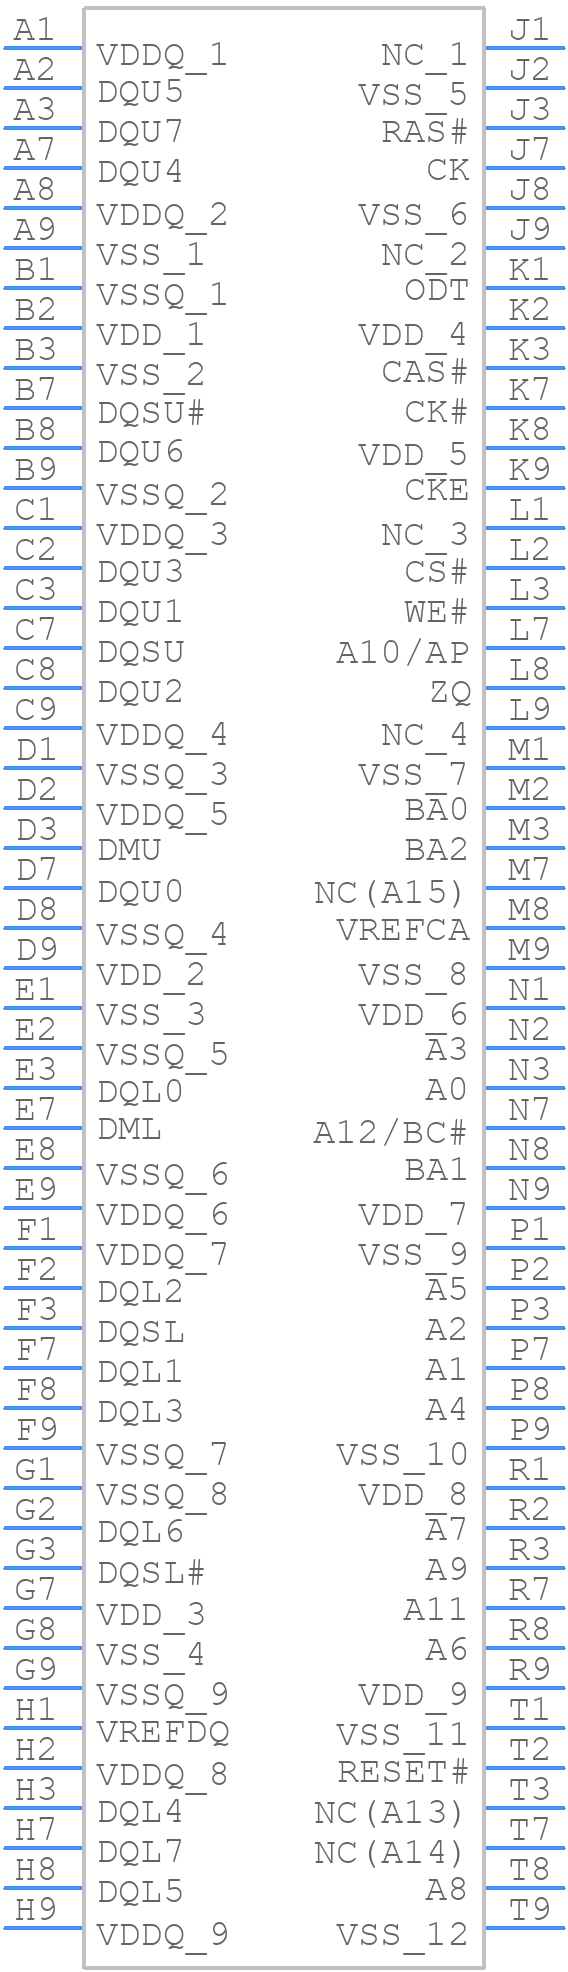 A1 VDDQ_1 NC_1 J1
A2 DQU5 VSS_5 J2
A3 DQU7 RAS# J3
A7 DQU4 CK J7
A8 VDDQ_2 VSS_6 J8
A9 VSS_1 NC_2 J9
B1 VSSQ_1 ODT K1
B2 VDD_1 VDD_4 K2
B3 VSS_2 CAS# K3
B7 DQSU# CK# K7
B8 DQU6 VDD_5 K8
B9 VSSQ_2 CKE K9
C1 VDDQ_3 NC_3 L1
C2 DQU3 CS# L2
C3 DQU1 WE# L3
C7 DQSU A10/AP L7
C8 DQU2 ZQ L8
C9 VDDQ_4 NC_4 L9
D1 VSSQ_3 VSS_7 M1
D2 VDDQ_5 BA0 M2
D3 DMU BA2 M3
D7 DQU0 NC(A15) M7
D8 VSSQ_4 VREFCA M8
D9 VDD_2 VSS_8 M9
E1 VSS_3 VDD_6 N1
E2 VSSQ_5 A3 N2
E3 DQL0 A0 N3
E7 DML A12/BC# N7
E8 VSSQ_6 BA1 N8
E9 VDDQ_6 VDD_7 N9
F1 VDDQ_7 VSS_9 P1
F2 DQL2 A5 P2
F3 DQSL A2 P3
F7 DQL1 A1 P7
F8 DQL3 A4 P8
F9 VSSQ_7 VSS_10 P9
G1 VSSQ_8 VDD_8 R1
G2 DQL6 A7 R2
G3 DQSL# A9 R3
G7 VDD_3 A11 R7
G8 VSS_4 A6 R8
G9 VSSQ_9 VDD_9 R9
H1 VREFDQ VSS_11 T1
H2 VDDQ_8 RESET# T2
H3 DQL4 NC(A13) T3
H7 DQL7 NC(A14) T7
H8 DQL5 A8 T8
H9 VDDQ_9 VSS_12 T9